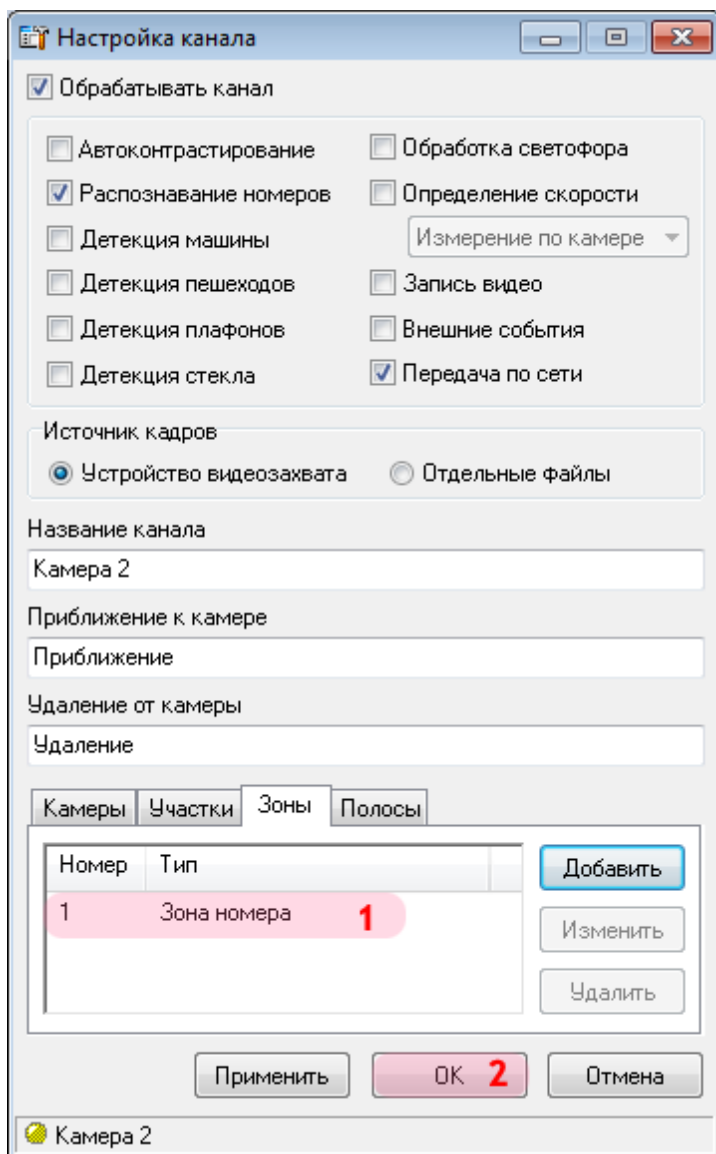 Настройка канала
Обрабатывать канал
Автоконтрастирование
Обработка светофора
Распознавание номеров
Определение скорости
Детекция машины
Измерение по камере
Детекция пешеходов
Запись видео
Детекция плафонов
Внешние события
Детекция стекла
Передача по сети
Источник кадров
Устройство видеозахвата
Отдельные файлы
Название канала
Камера 2
Приближение к камере
Приближение
Удаление от камеры
Удаление
Камеры Участки Зоны Полосы
Номер Тип
Добавить
1 Зона номера 1
Изменить
Удалить
Применить OK 2 Отмена
Камера 2